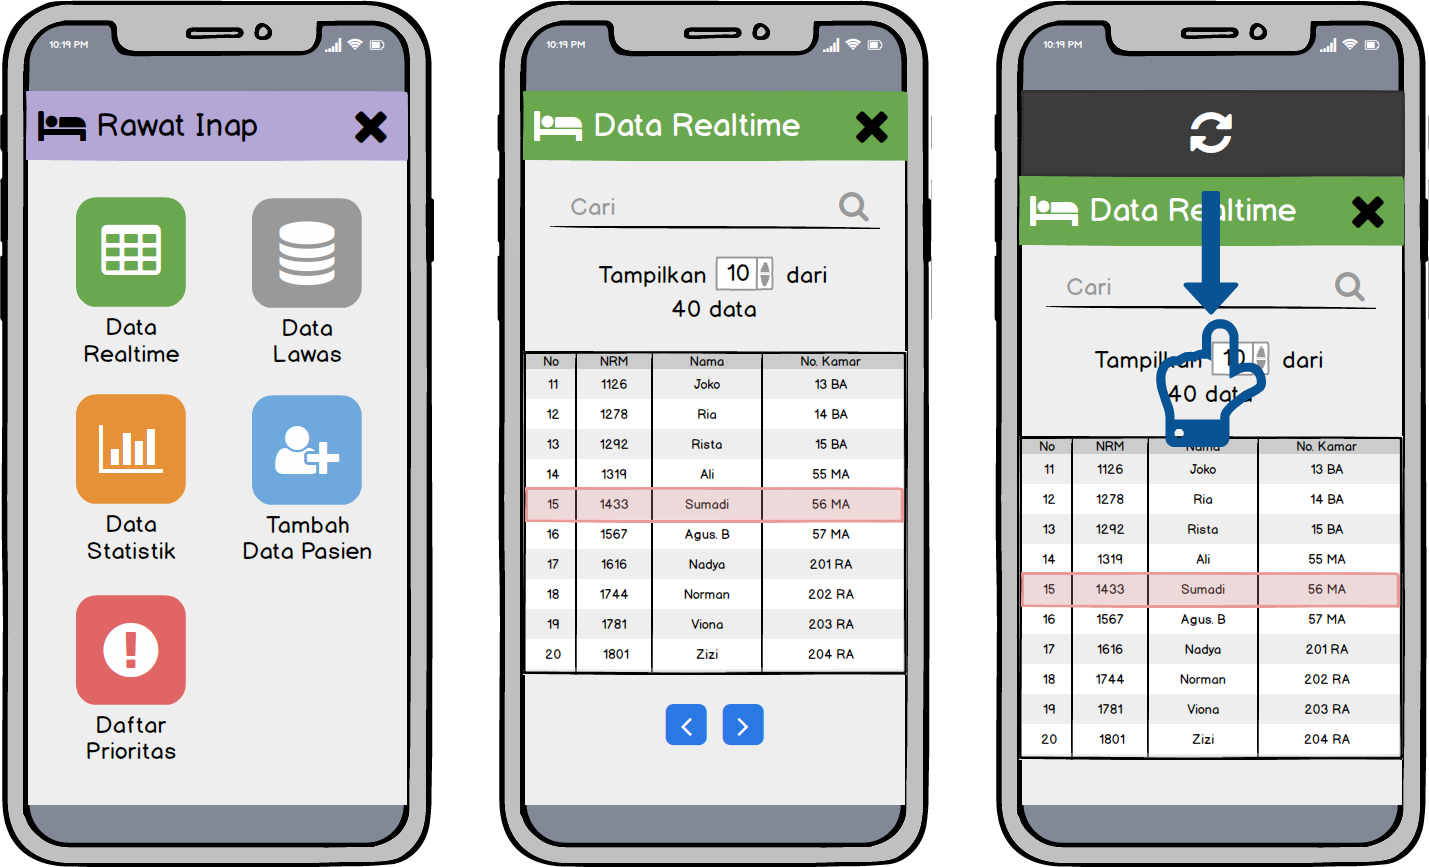 10:19 PM
Rawat Inap
Data
Realtime
Data
Lawas
Data
Statistik
Tambah
Data Pasien
Daftar
Prioritas
10:19 PM
Data Realtime
Cari
Tampilkan 10 dari
40 data
No NRM Nama No. Kamar
11 1126 Joko 13 BA
12 1278 Ria 14 BA
13 1292 Rista 15 BA
14 1319 Ali 55 MA
15 1433 Sumadi 56 MA
16 1567 Agus. B 57 MA
17 1616 Nadya 201 RA
18 1744 Norman 202 RA
19 1781 Viona 203 RA
20 1801 Zizi 204 RA
10:19 PM
Data Realtime
Cari
Tampilkan 10 dari
40 data
No NRM Nama No. Kamar
11 1126 Joko 13 BA
12 1278 Ria 14 BA
13 1292 Rista 15 BA
14 1319 Ali 55 MA
15 1433 Sumadi 56 MA
16 1567 Agus. B 57 MA
17 1616 Nadya 201 RA
18 1744 Norman 202 RA
19 1781 Viona 203 RA
20 1801 Zizi 204 RA